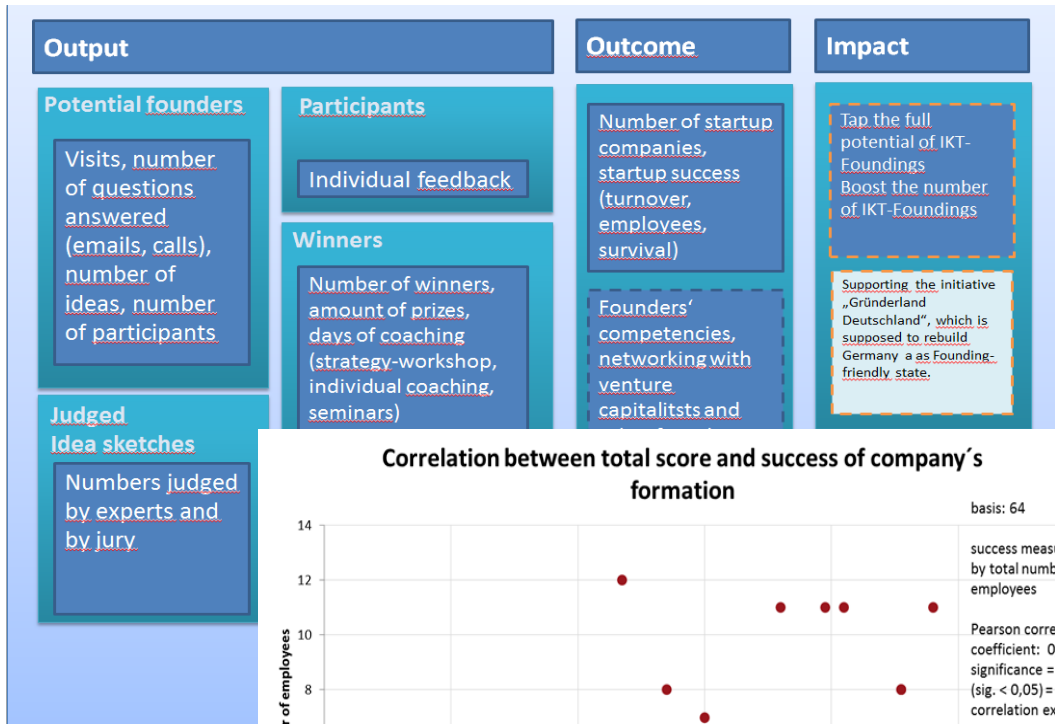 Output
Outcome
Impact
Potential founders
Visits, number
of questions
answered
(emails, calls),
number of
ideas, number
of participants
Judged
Idea sketches
Numbers judged
by experts and
by jury
Participants
Individual feedback
Winners
Number of winners,
amount of prizes,
days of coaching
(strategy-workshop,
individual coaching,
seminars)
Number of startup
companies,
startup success
(turnover,
employees,
survival)
Founders‘
competencies,
networking with
venture
capitalitsts and
Tap the full
potential of IKT-
Foundings
Boost the number
of IKT-Foundings
Supporting the initiative
„Gründerland
Deutschland“, which is
supposed to rebuild
Germany a as Founding-
friendly state.
Correlation between total score and success of company´s
formation
basis: 64
success
by total
employees
Pearson
coefficient: 0
significance =
(sig. < 0,05) =
correlation
14
12
10
8
of employees